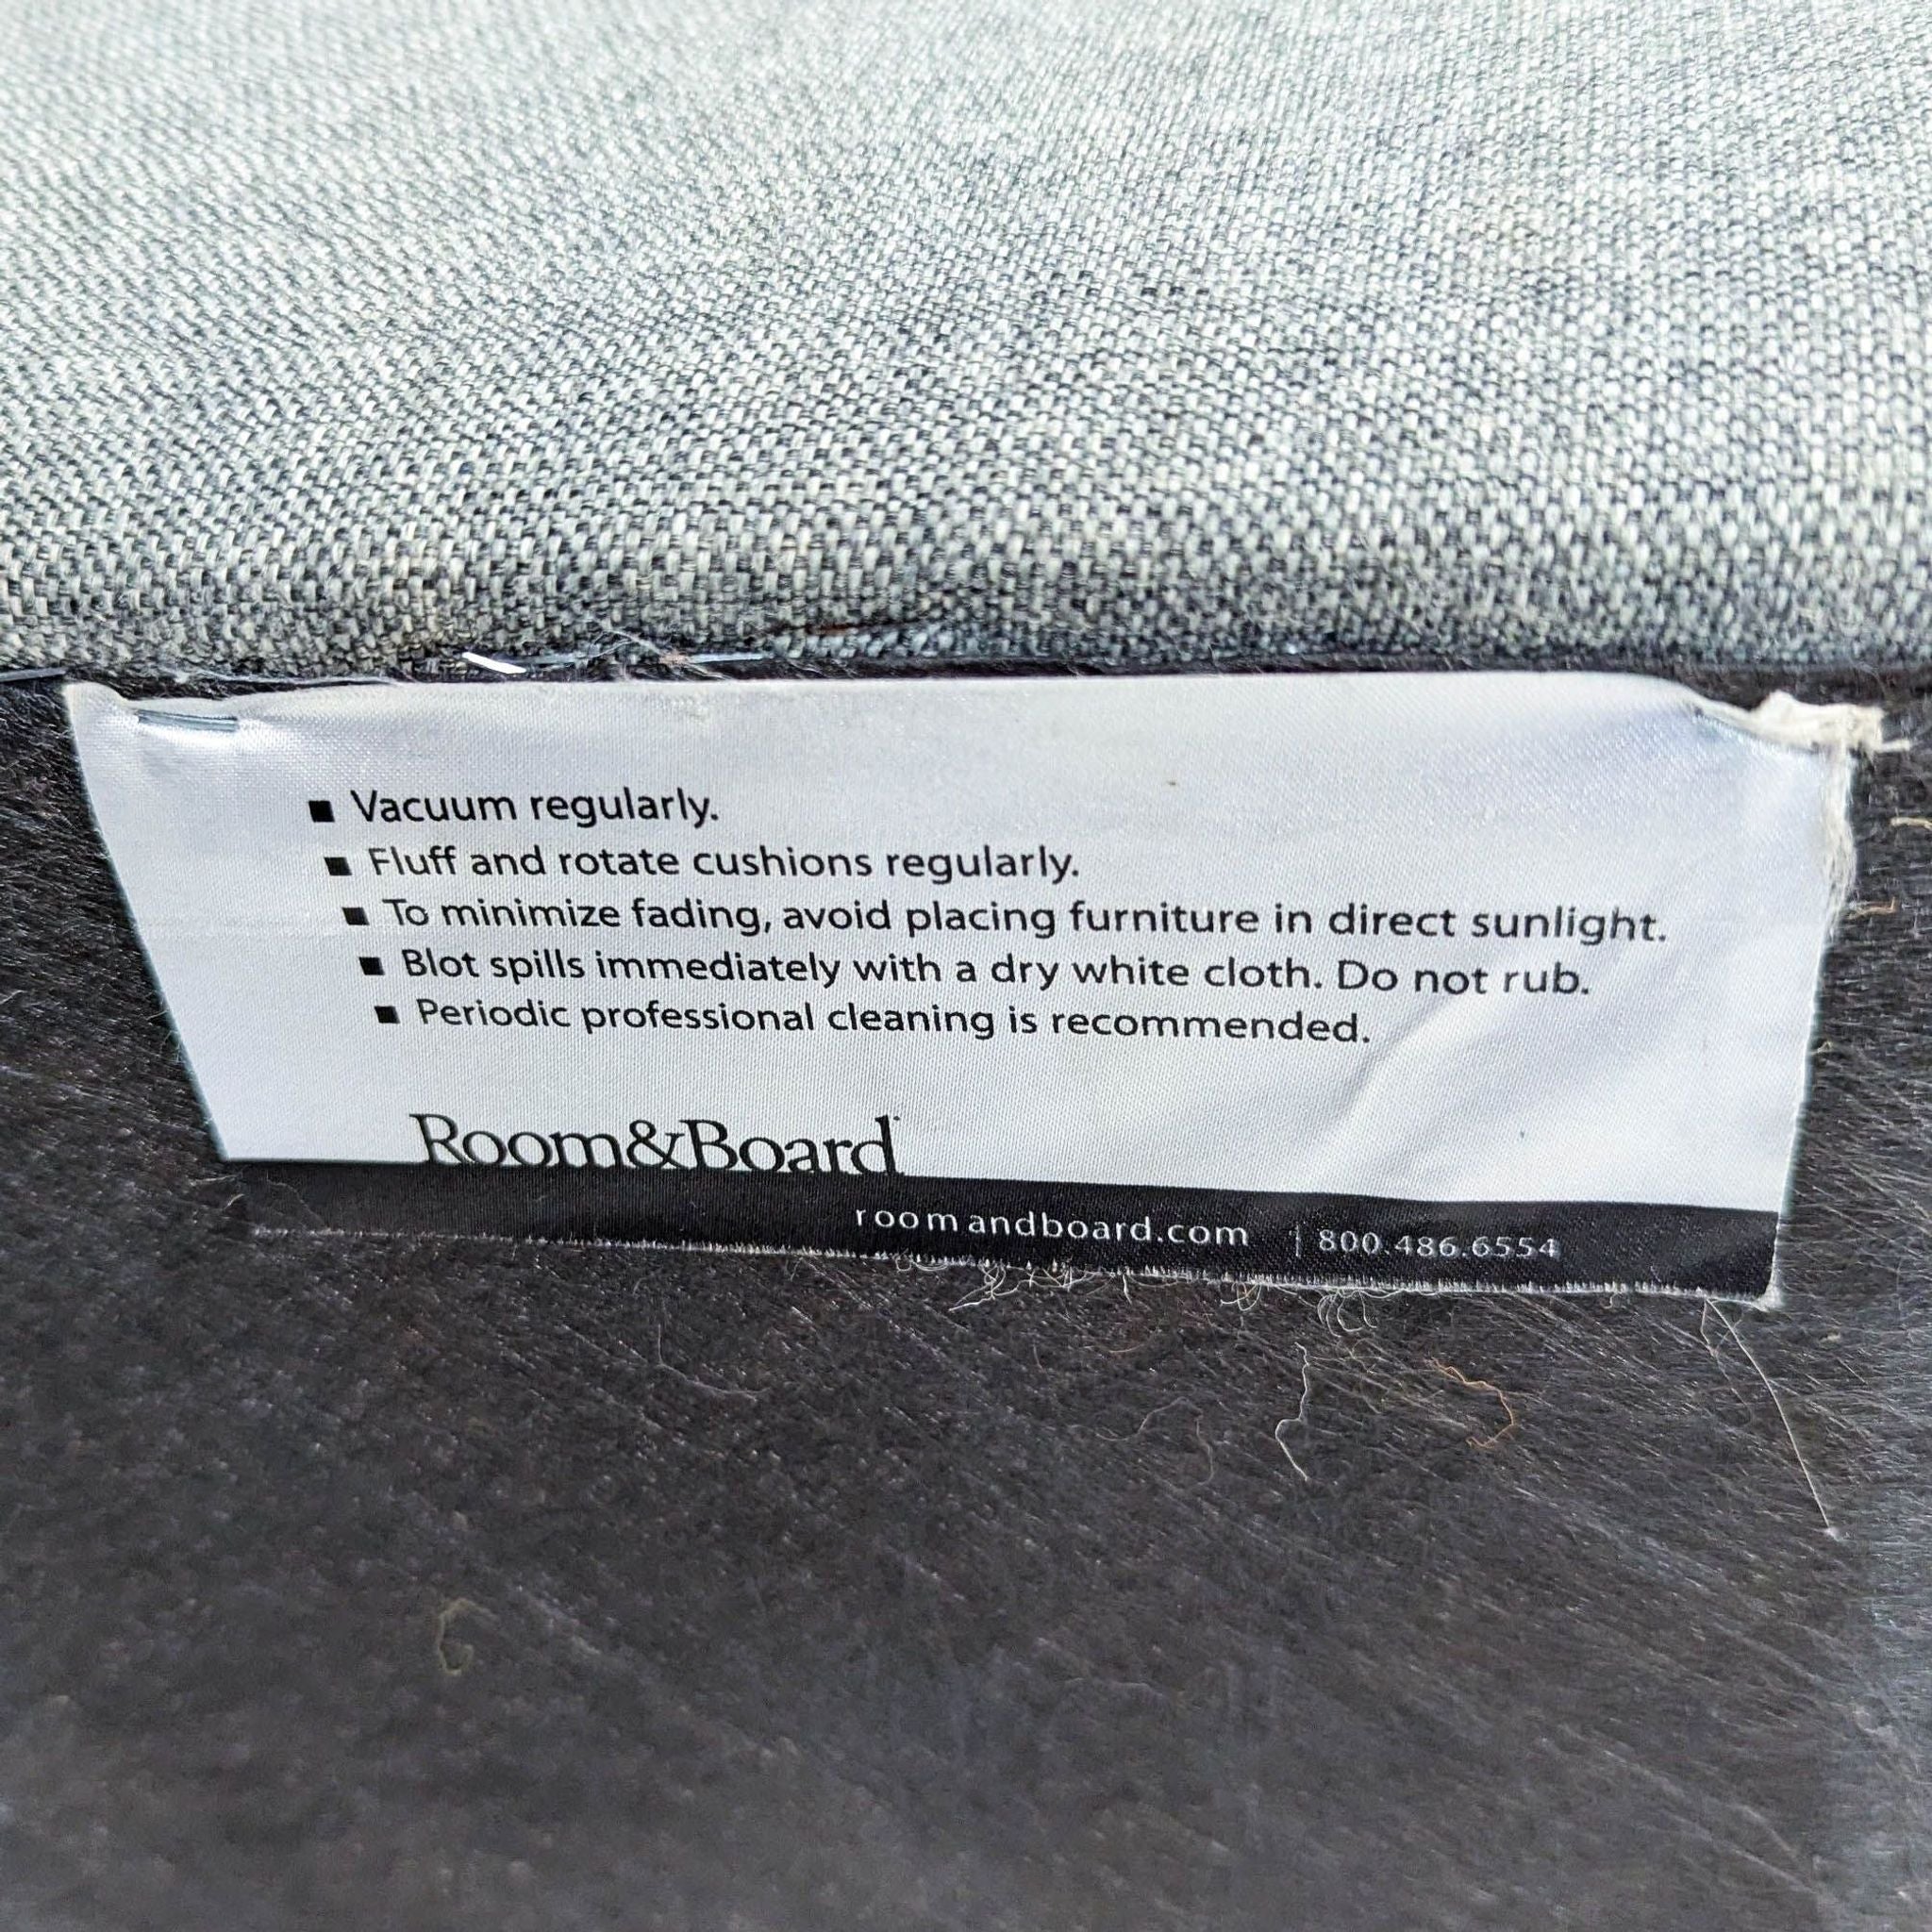 ▪ Vacuum regularly.
▪ Fluff and rotate cushions regularly.
▪ To minimize fading, avoid placing furniture in direct sunlight.
▪ Blot spills immediately with a dry white cloth. Do not rub.
▪ Periodic professional cleaning is recommended.
Room&Board
roomandboard.com | 800.486.6554